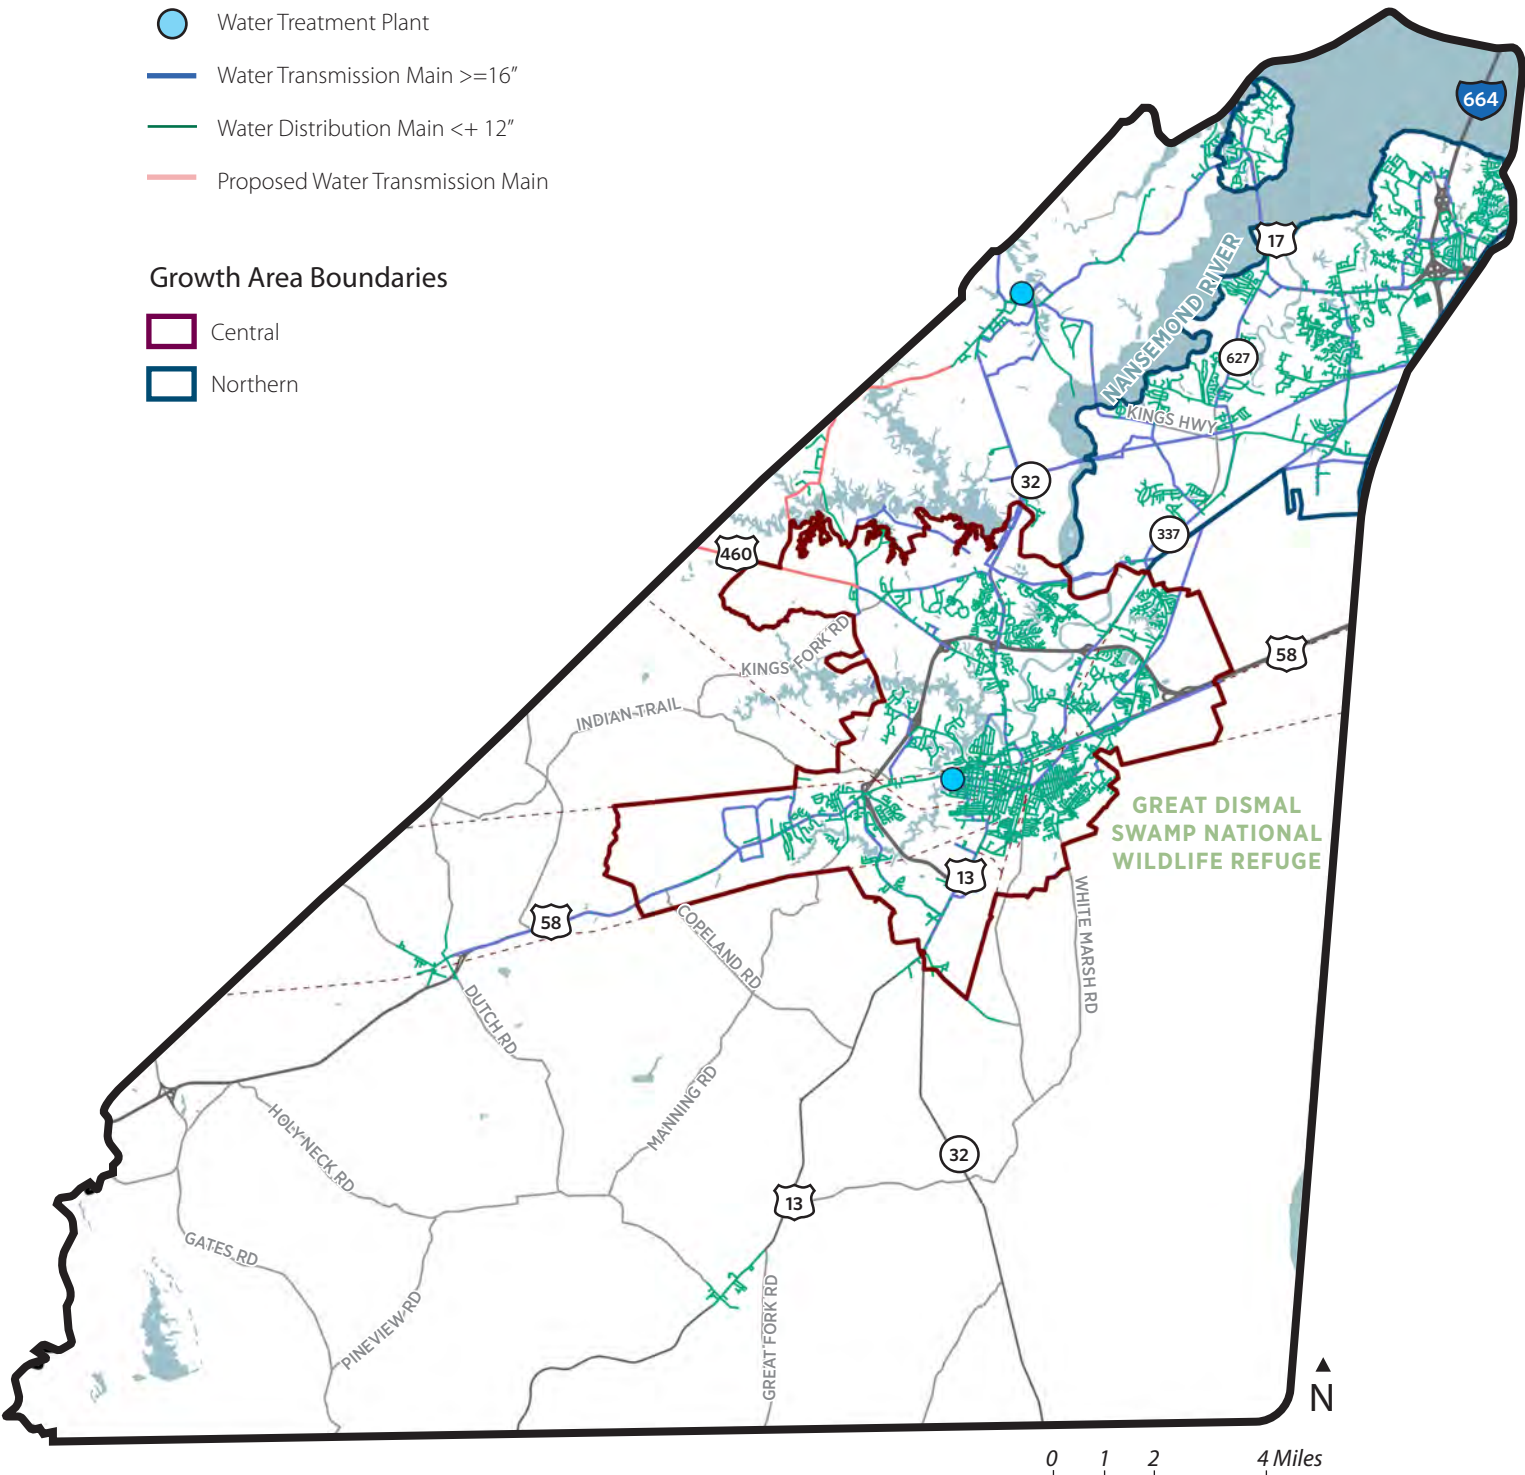 Water Treatment Plant
Water Transmission Main >=16”
Water Distribution Main <+ 12”
Proposed Water Transmission Main
Growth Area Boundaries
Central
Northern
664
17
NANSEMOND RIVER
627
KINGS HWY
32
337
460
58
KINGS FORK RD
INDIAN TRAIL
GREAT DISMAL
SWAMP NATIONAL
WILDLIFE REFUGE
13
58
COPELAND RD
WHITE MARSH RD
DUTCH RD
MANNING RD
HOLY NECK RD
32
13
GATES RD
PINEVIEW RD
GREAT FORK RD
N
0 1 2 4 Miles